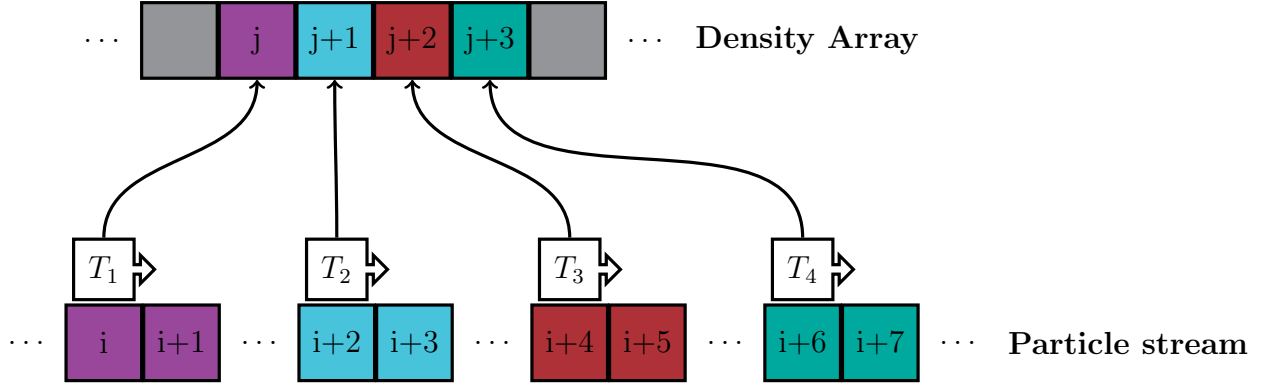 ··· j j+1 j+2 j+3 ··· Density Array
T₁ T₂ T₃ T₄
··· i i+1 ··· i+2 i+3 ··· i+4 i+5 ··· i+6 i+7 ··· Particle stream